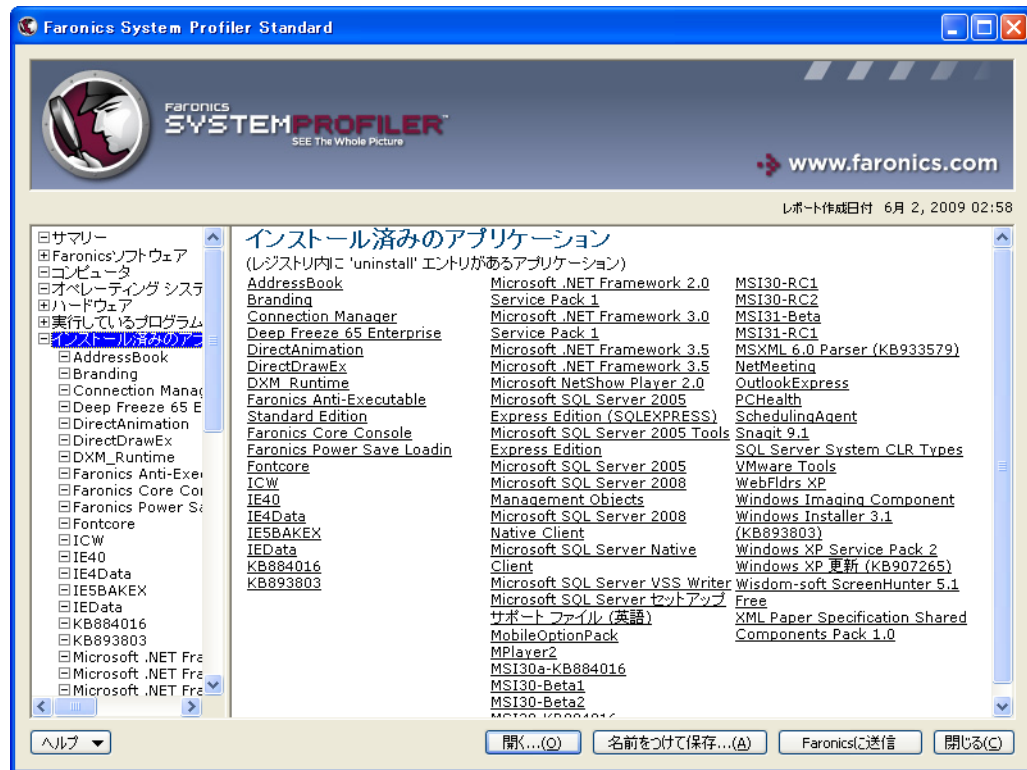 Faronics System Profiler Standard
Faronics
SYSTEMPROFILER™
SEE The Whole Picture
www.faronics.com
レポート作成日付 6月 2, 2009 02:58
サマリー
Faronicsソフトウェア
コンピュータ
オペレーティング システ
ハードウェア
実行しているプログラム
インストール済みのアプ
AddressBook
Branding
Connection Manag
Deep Freeze 65 E
DirectAnimation
DirectDrawEx
DXM_Runtime
Faronics Anti-Exec
Faronics Core Con
Faronics Power Sa
Fontcore
ICW
IE40
IE4Data
IE5BAKEX
IEData
KB884016
KB893803
Microsoft .NET Fra
Microsoft .NET Fra
Microsoft .NET Fra
インストール済みのアプリケーション
(レジストリ内に 'uninstall' エントリがあるアプリケーション)
AddressBook
Branding
Connection Manager
Deep Freeze 65 Enterprise
DirectAnimation
DirectDrawEx
DXM_Runtime
Faronics Anti-Executable
Standard Edition
Faronics Core Console
Faronics Power Save Loadin
Fontcore
ICW
IE40
IE4Data
IE5BAKEX
IEData
KB884016
KB893803
Microsoft .NET Framework 2.0
Service Pack 1
Microsoft .NET Framework 3.0
Service Pack 1
Microsoft .NET Framework 3.5
Microsoft .NET Framework 3.5
Microsoft NetShow Player 2.0
Microsoft SQL Server 2005
Express Edition (SQLEXPRESS)
Microsoft SQL Server 2005 Tools
Express Edition
Microsoft SQL Server 2005
Microsoft SQL Server 2008
Management Objects
Microsoft SQL Server 2008
Native Client
Microsoft SQL Server Native
Client
Microsoft SQL Server VSS Writer
Microsoft SQL Server セットアップ
サポート ファイル (英語)
MobileOptionPack
MPlayer2
MSI30a-KB884016
MSI30-Beta1
MSI30-Beta2
MSI30-KB884016
MSI30-RC1
MSI30-RC2
MSI31-Beta
MSI31-RC1
MSXML 6.0 Parser (KB933579)
NetMeeting
OutlookExpress
PCHealth
SchedulingAgent
Snagit 9.1
SQL Server System CLR Types
VMware Tools
WebFldrs XP
Windows Imaging Component
Windows Installer 3.1
(KB893803)
Windows XP Service Pack 2
Windows XP 更新 (KB907265)
Wisdom-soft ScreenHunter 5.1
Free
XML Paper Specification Shared
Components Pack 1.0
ヘルプ
開く...(O)
名前をつけて保存...(A)
Faronicsに送信
閉じる(C)